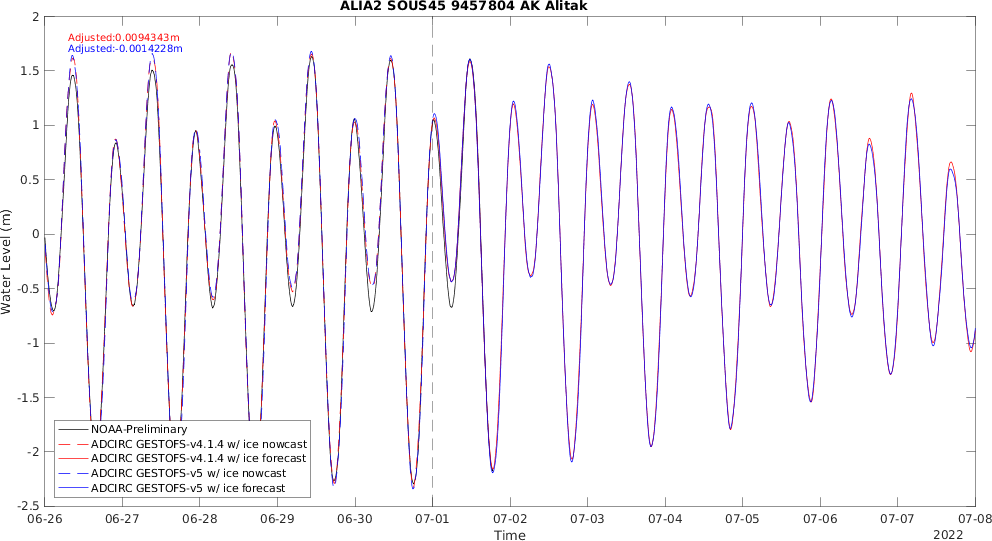 ALIA2 SOUS45 9457804 AK Alitak
Adjusted:0.0094343m
Adjusted:-0.0014228m
Water Level (m)
2
1.5
1
0.5
0
-0.5
-1
-1.5
-2
-2.5
NOAA-Preliminary
ADCIRC GESTOFS-v4.1.4 w/ ice nowcast
ADCIRC GESTOFS-v4.1.4 w/ ice forecast
ADCIRC GESTOFS-v5 w/ ice nowcast
ADCIRC GESTOFS-v5 w/ ice forecast
06-26 06-27 06-28 06-29 06-30 07-01 07-02 07-03 07-04 07-05 07-06 07-07 07-08
Time
2022